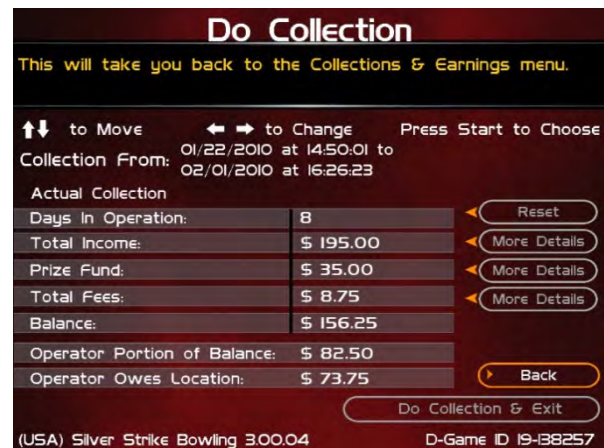 Do Collection
This will take you back to the Collections & Earnings menu.
to Move to Change Press Start to Choose
Collection From: 01/22/2010 at 14:50:01 to
02/01/2010 at 16:26:23
Actual Collection
Days In Operation: 8 Reset
Total Income: $ 195.00 More Details
Prize Fund: $ 35.00 More Details
Total Fees: $ 8.75 More Details
Balance: $ 156.25
Operator Portion of Balance: $ 82.50
Operator Owes Location: $ 73.75 Back
Do Collection & Exit
(USA) Silver Strike Bowling 3.00.04 D-Game ID 19-138257